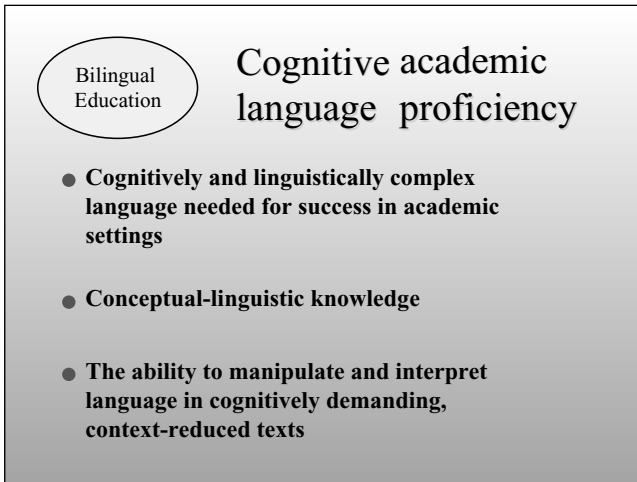 Bilingual
Education
Cognitive academic
language proficiency
Cognitively and linguistically complex
language needed for success in academic
settings
Conceptual-linguistic knowledge
The ability to manipulate and interpret
language in cognitively demanding,
context-reduced texts